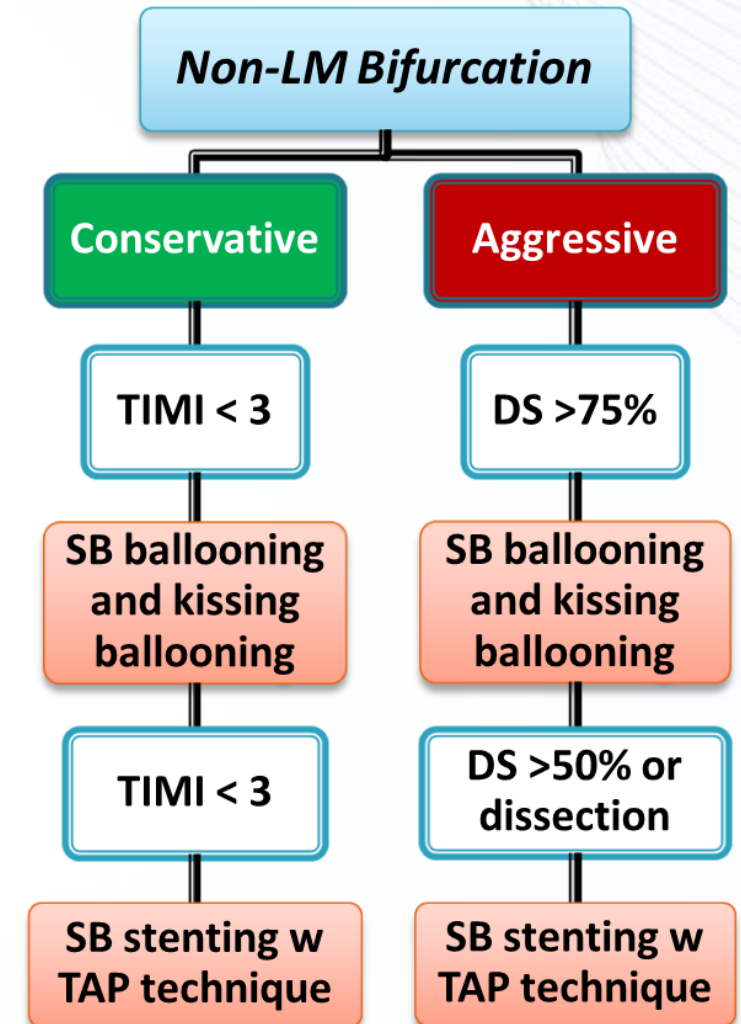 Non-LM Bifurcation
Conservative
Aggressive
TIMI < 3
DS >75%
SB ballooning
and kissing
ballooning
SB ballooning
and kissing
ballooning
TIMI < 3
DS >50% or
dissection
SB stenting w
TAP technique
SB stenting w
TAP technique